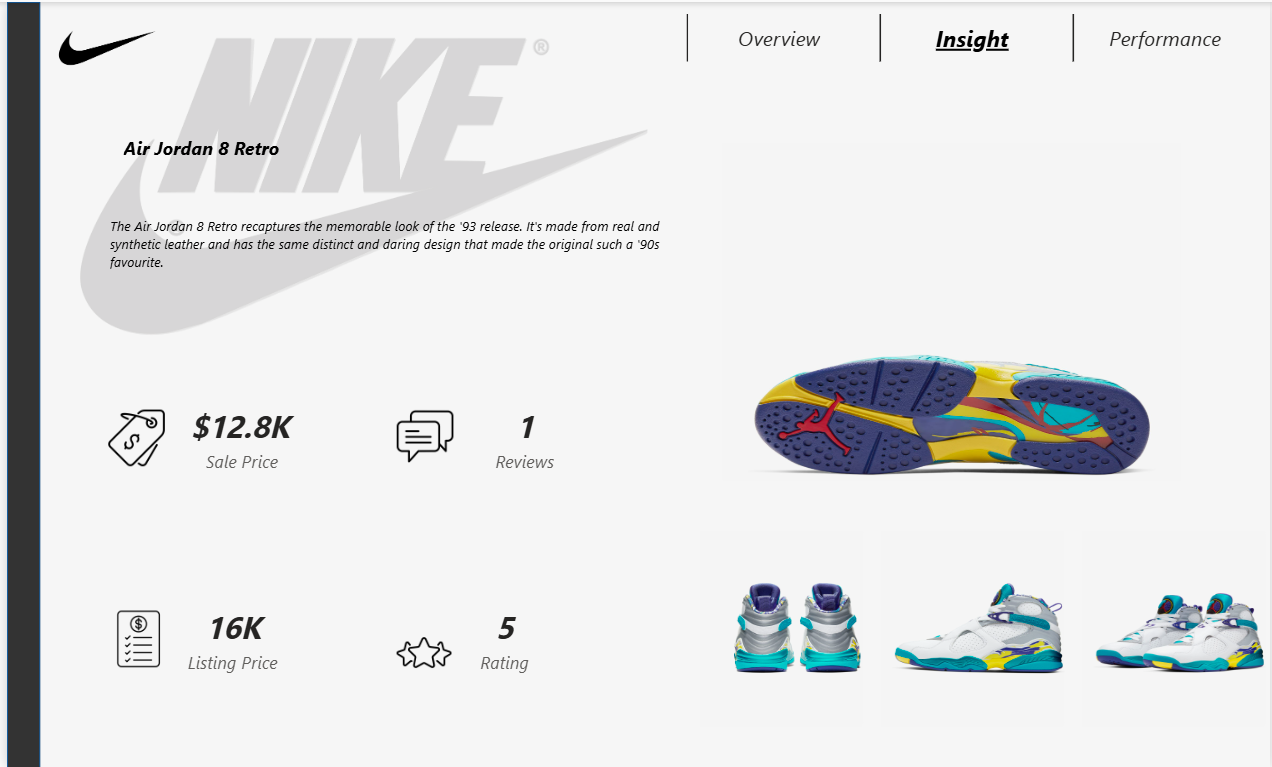 NIKE ®
Overview
Insight
Performance
Air Jordan 8 Retro
The Air Jordan 8 Retro recaptures the memorable look of the '93 release. It's made from real and
synthetic leather and has the same distinct and daring design that made the original such a '90s
favourite.
$12.8K
Sale Price
1
Reviews
16K
Listing Price
5
Rating